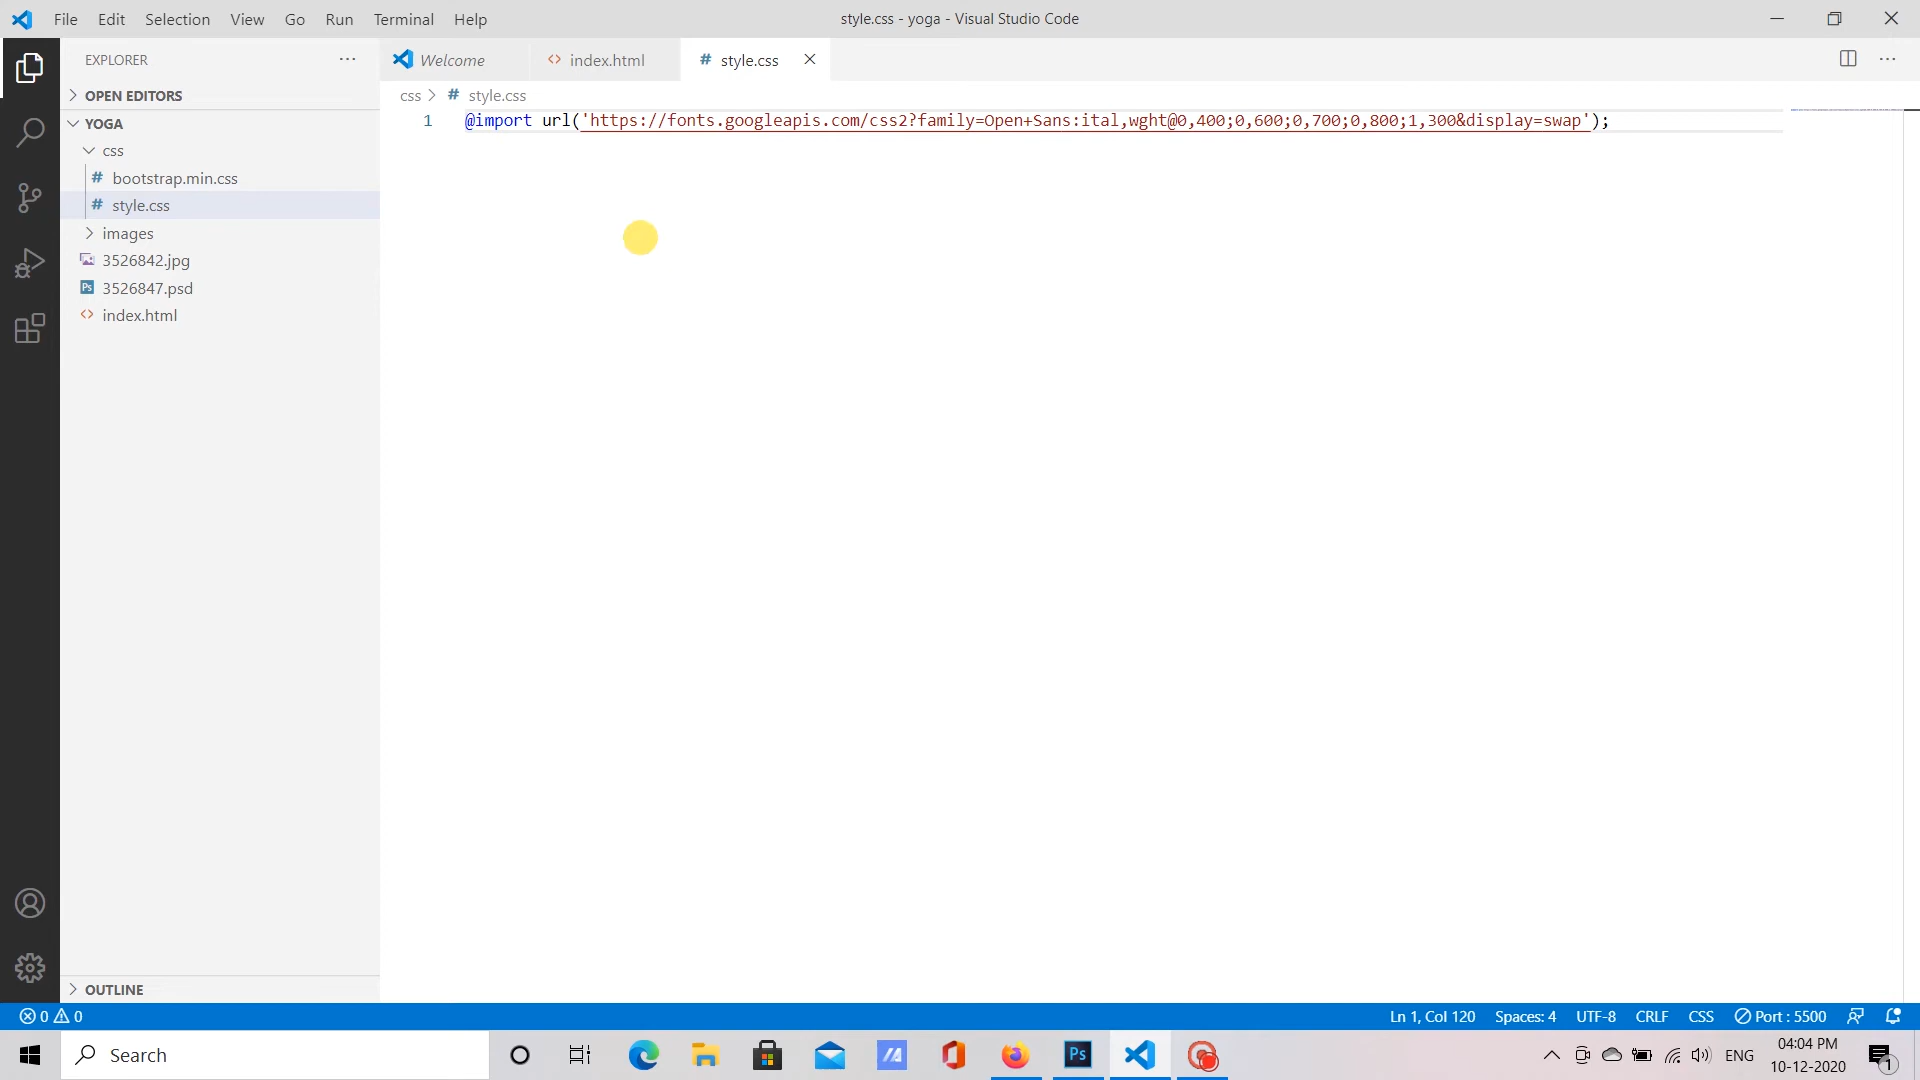 File Edit Selection View Go Run Terminal Help
style.css - yoga - Visual Studio Code
EXPLORER
Welcome
index.html
style.css
OPEN EDITORS
css > # style.css
YOGA
1 @import url('https://fonts.googleapis.com/css2?family=Open+Sans:ital,wght@0,400;0,600;0,700;0,800;1,300&display=swap');
css
# bootstrap.min.css
# style.css
images
3526842.jpg
Ps 3526847.psd
index.html
OUTLINE
0 0
Ln 1, Col 120 Spaces: 4 UTF-8 CRLF CSS Port : 5500
Search
Ps
ENG
04:04 PM
10-12-2020
1